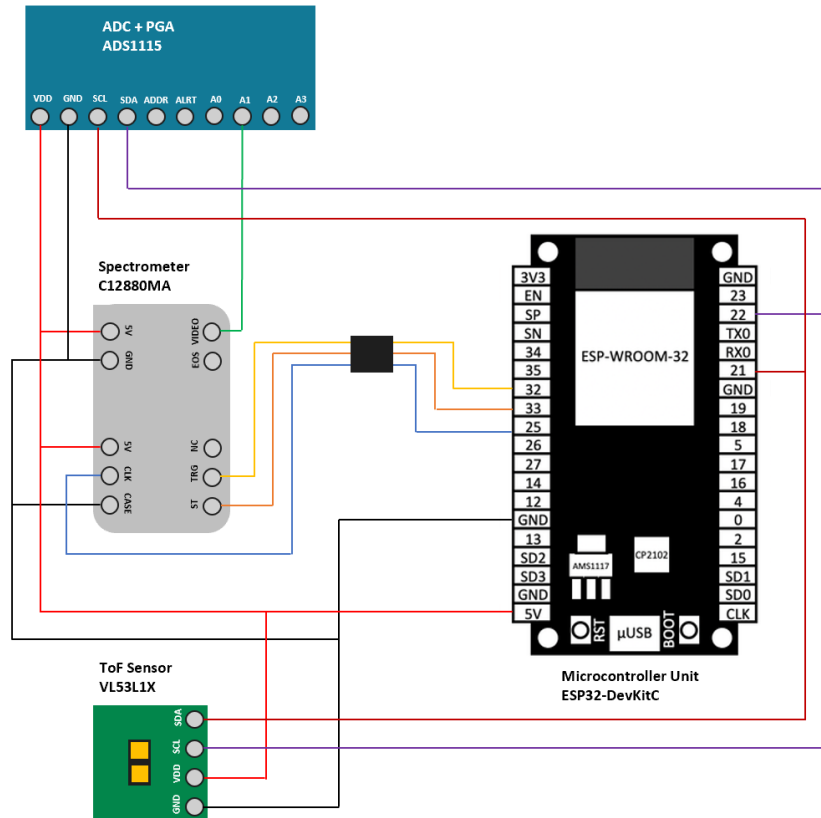 ADC + PGA
ADS1115
VDD GND SCL SDA ADDR ALRT A0 A1 A2 A3
Spectrometer
C12880MA
5V
GND
5V
CLK
CASE
VIDEO
EOS
NC
TRG
ST
3V3
EN
SP
SN
34
35
32
33
25
26
27
14
12
GND
13
SD2
SD3
GND
5V
ESP-WROOM-32
AMS1117
CP2102
RST
µUSB
BOOT
GND
23
22
TX0
RX0
21
GND
19
18
5
17
16
4
0
2
15
SD1
SD0
CLK
Microcontroller Unit
ESP32-DevKitC
ToF Sensor
VL53L1X
SDA
SCL
VDD
GND